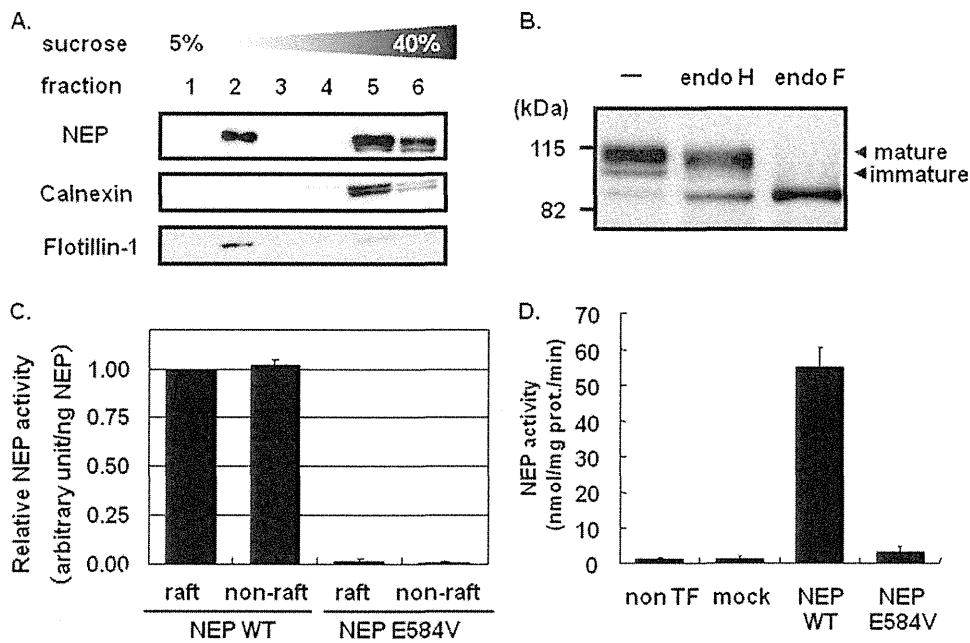 A.
sucrose 5% 40%
fraction 1 2 3 4 5 6
NEP
Calnexin
Flotillin-1
B.
– endo H endo F
(kDa)
115
82
mature
immature
C.
Relative NEP activity
(arbitrary unit/ng NEP)
1.00
0.75
0.50
0.25
0.00
raft non-raft raft non-raft
NEP WT NEP E584V
D.
NEP activity
(nmol/mg prot./min)
70
60
50
40
30
20
10
0
non TF mock NEP NEP
WT E584V